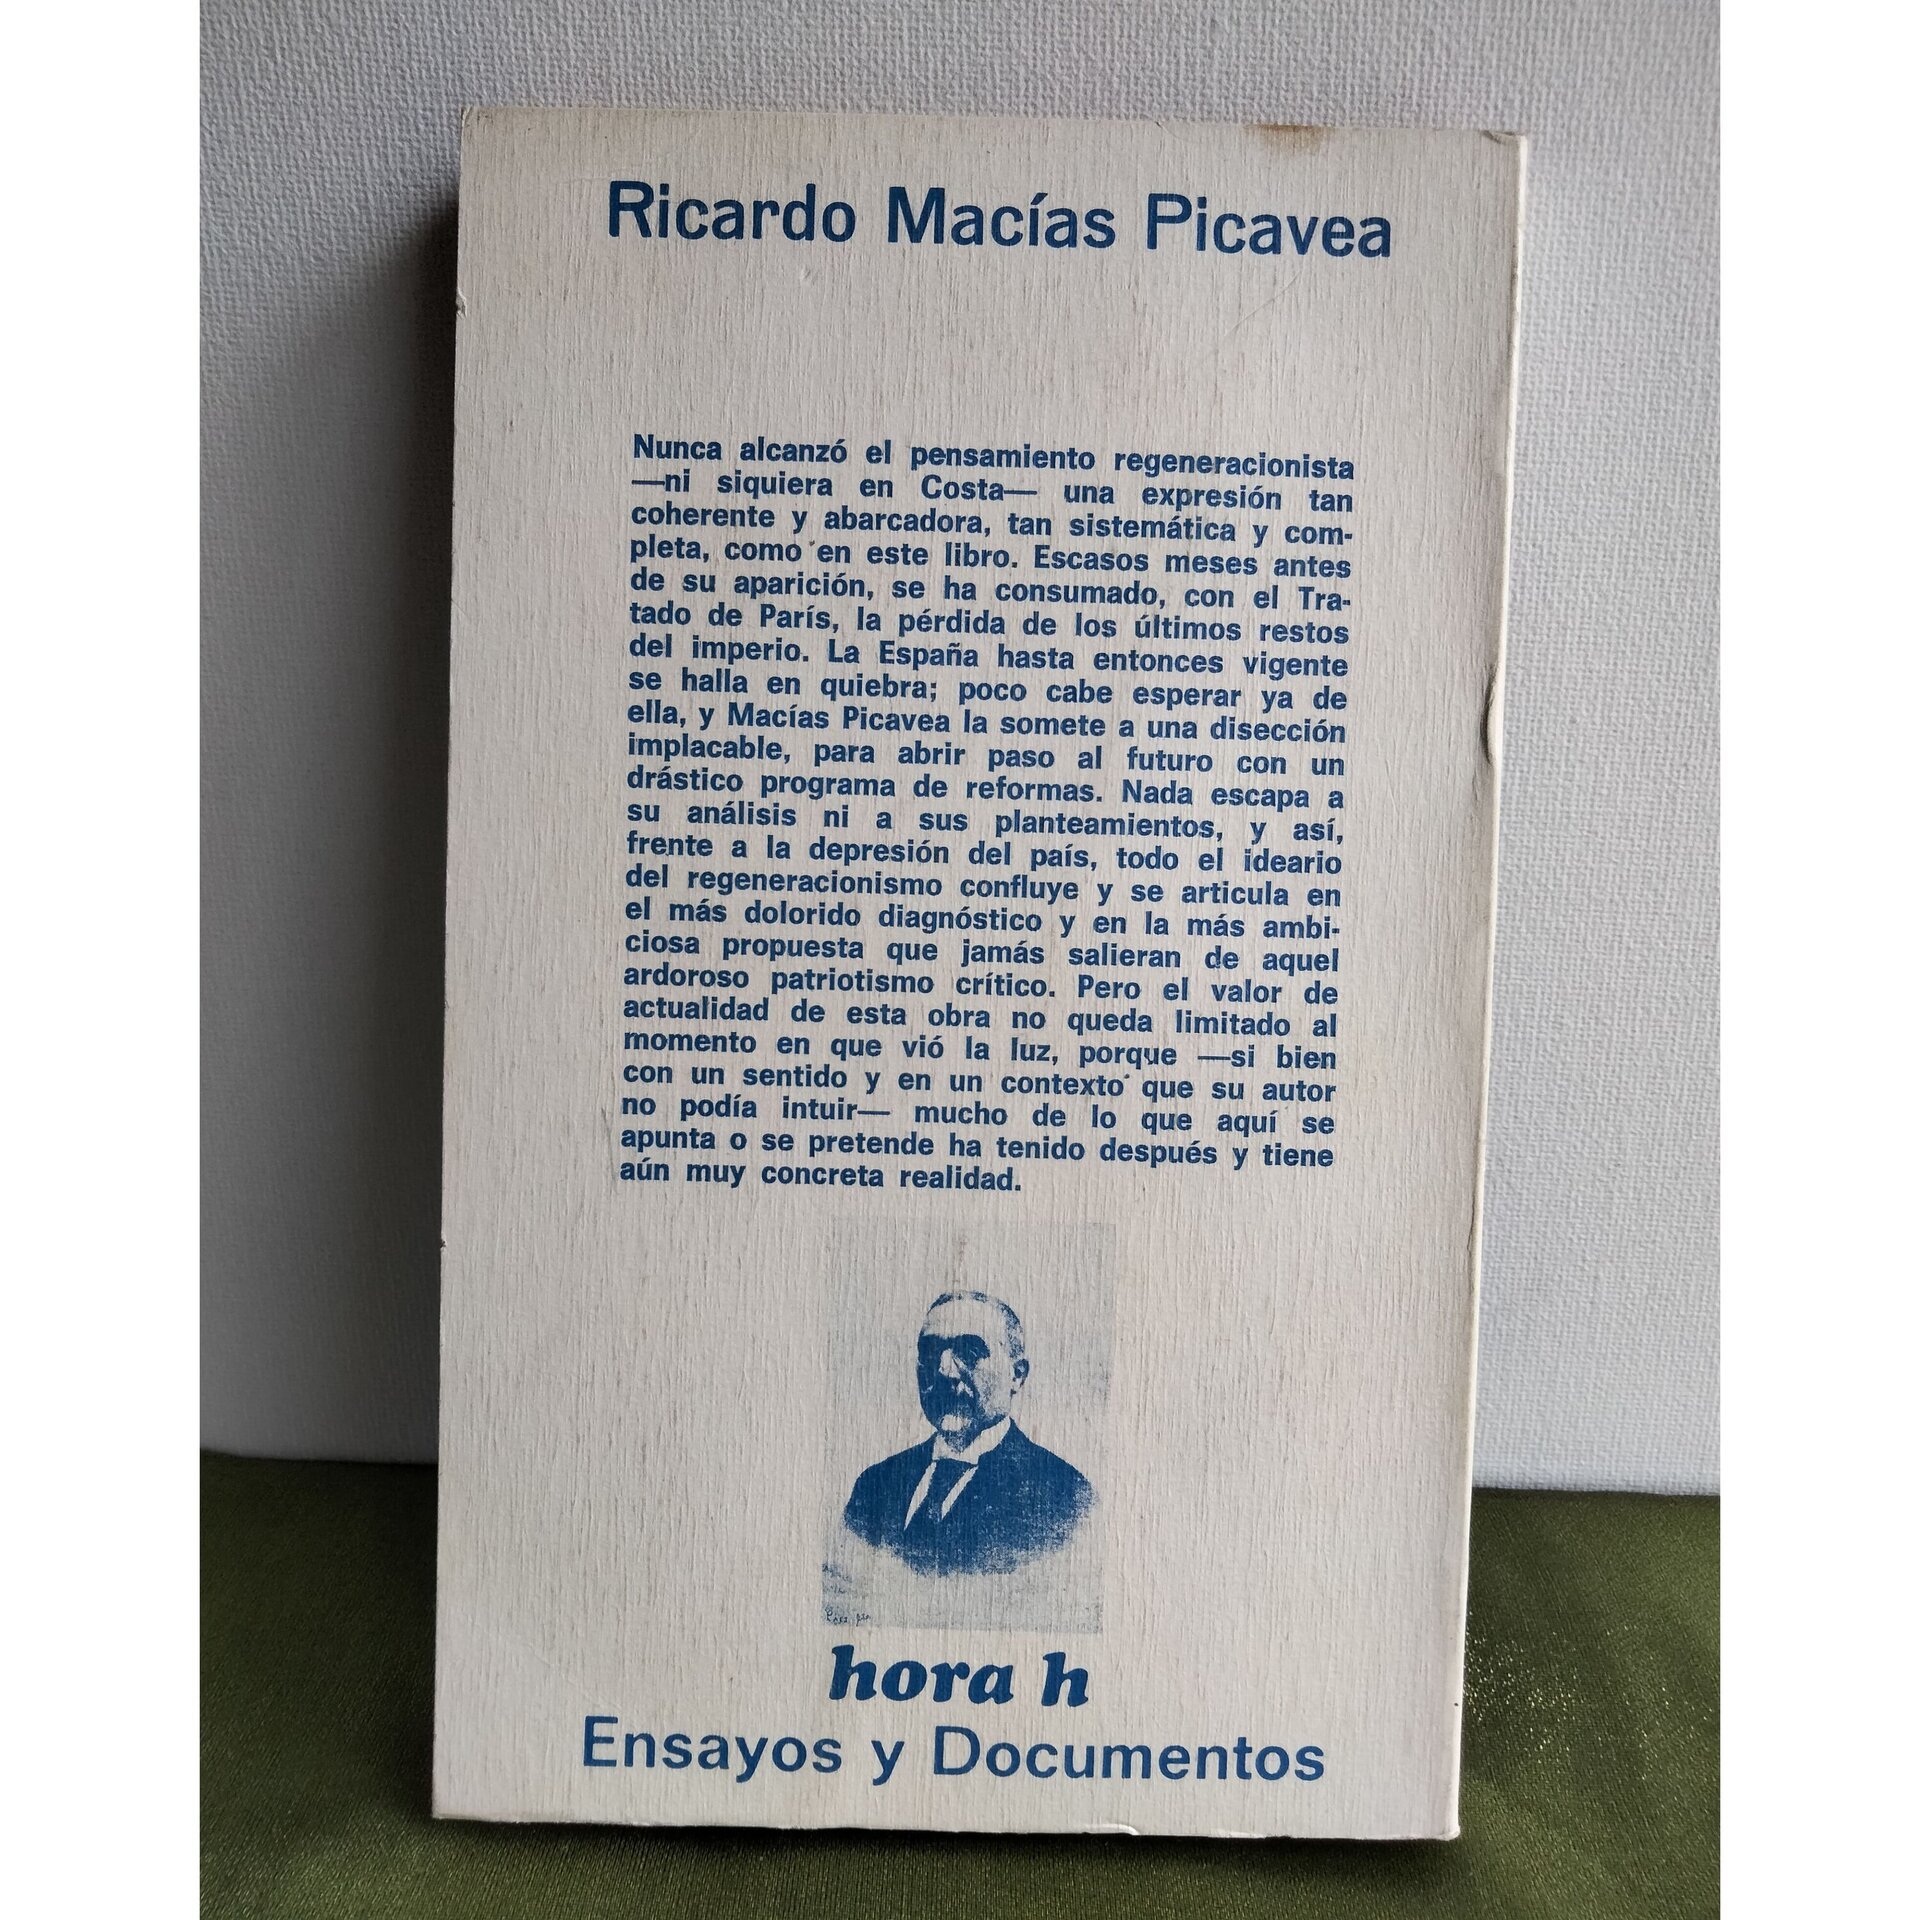 Ricardo Macías Picavea
Nunca alcanzó el pensamiento regeneracionista
—ni siquiera en Costa— una expresión tan
coherente y abarcadora, tan sistemática y com-
pleta, como en este libro. Escasos meses antes
de su aparición, se ha consumado, con el Tra-
tado de París, la pérdida de los últimos restos
del imperio. La España hasta entonces vigente
se halla en quiebra; poco cabe esperar ya de
ella, y Macías Picavea la somete a una disección
implacable, para abrir paso al futuro con un
drástico programa de reformas. Nada escapa a
su análisis ni a sus planteamientos, y así,
frente a la depresión del país, todo el ideario
del regeneracionismo confluye y se articula en
el más dolorido diagnóstico y en la más ambi-
ciosa propuesta que jamás salieran de aquel
ardoroso patriotismo crítico. Pero el valor de
actualidad de esta obra no queda limitado al
momento en que vió la luz, porque —si bien
con un sentido y en un contexto que su autor
no podía intuir— mucho de lo que aquí se
apunta o se pretende ha tenido después y tiene
aún muy concreta realidad.
hora h
Ensayos y Documentos